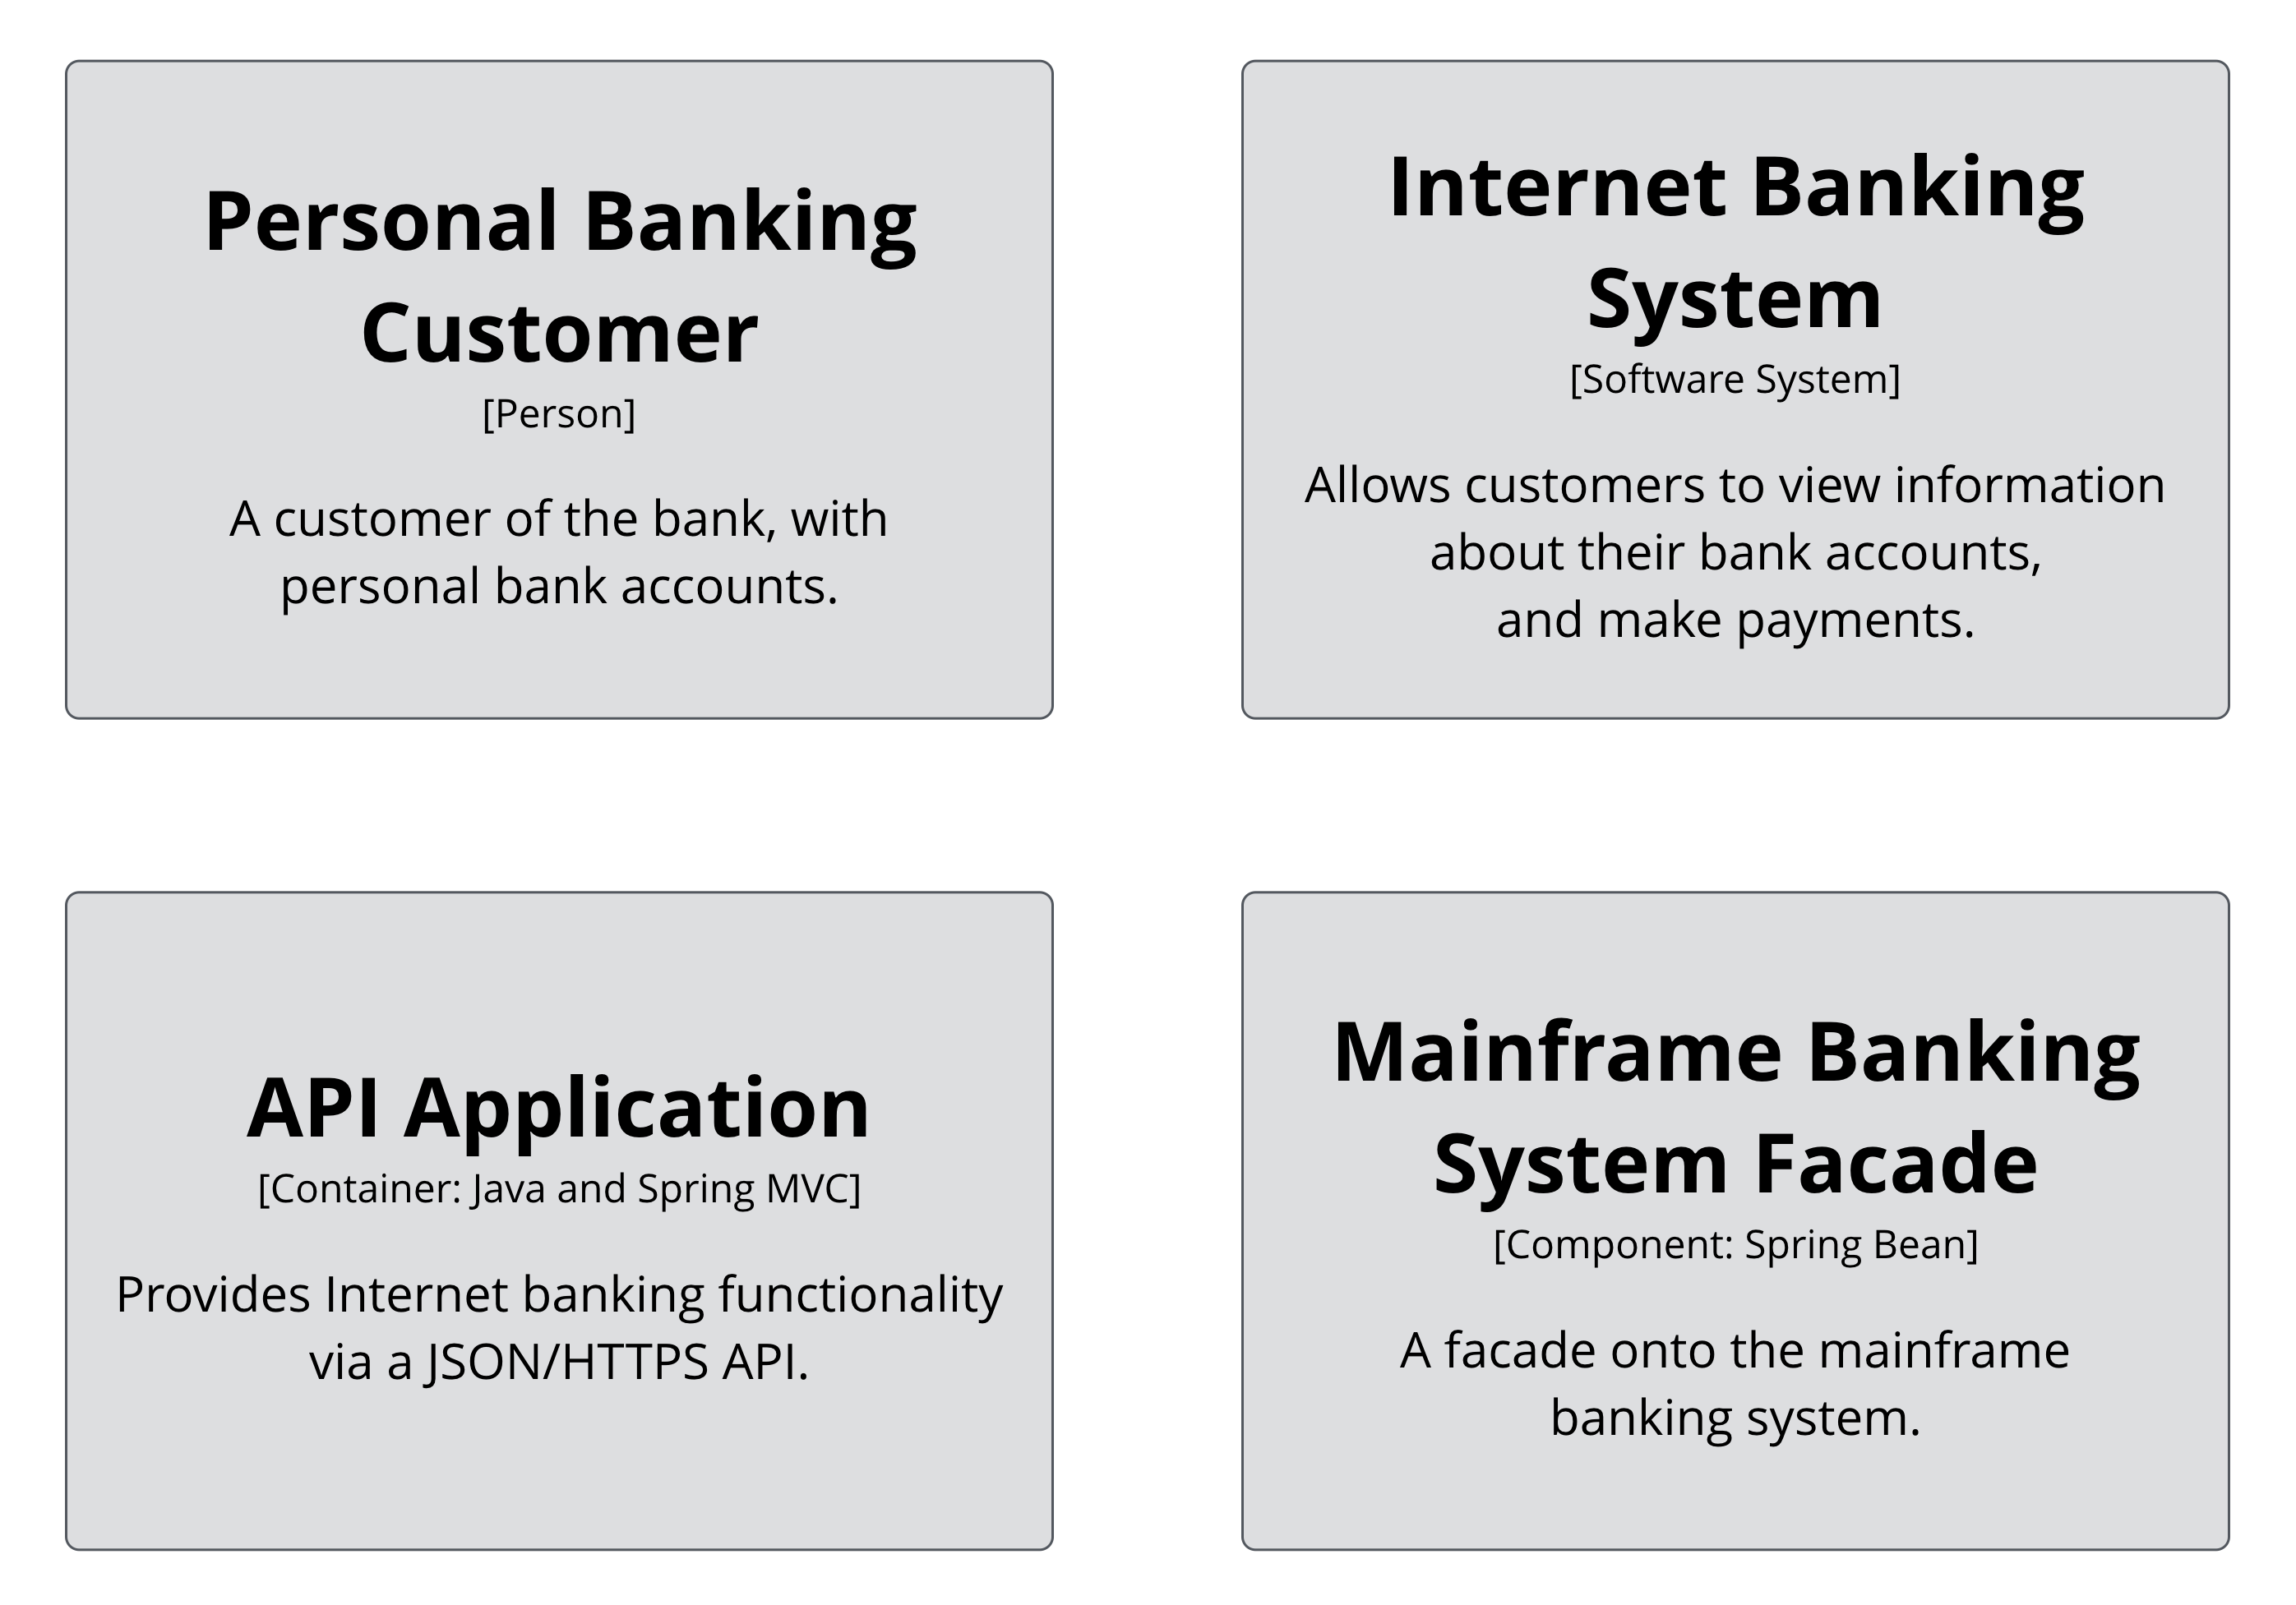 Personal Banking
Customer
[Person]
A customer of the bank, with
personal bank accounts.
Internet Banking
System
[Software System]
Allows customers to view information
about their bank accounts,
and make payments.
API Application
[Container: Java and Spring MVC]
Provides Internet banking functionality
via a JSON/HTTPS API.
Mainframe Banking
System Facade
[Component: Spring Bean]
A facade onto the mainframe
banking system.